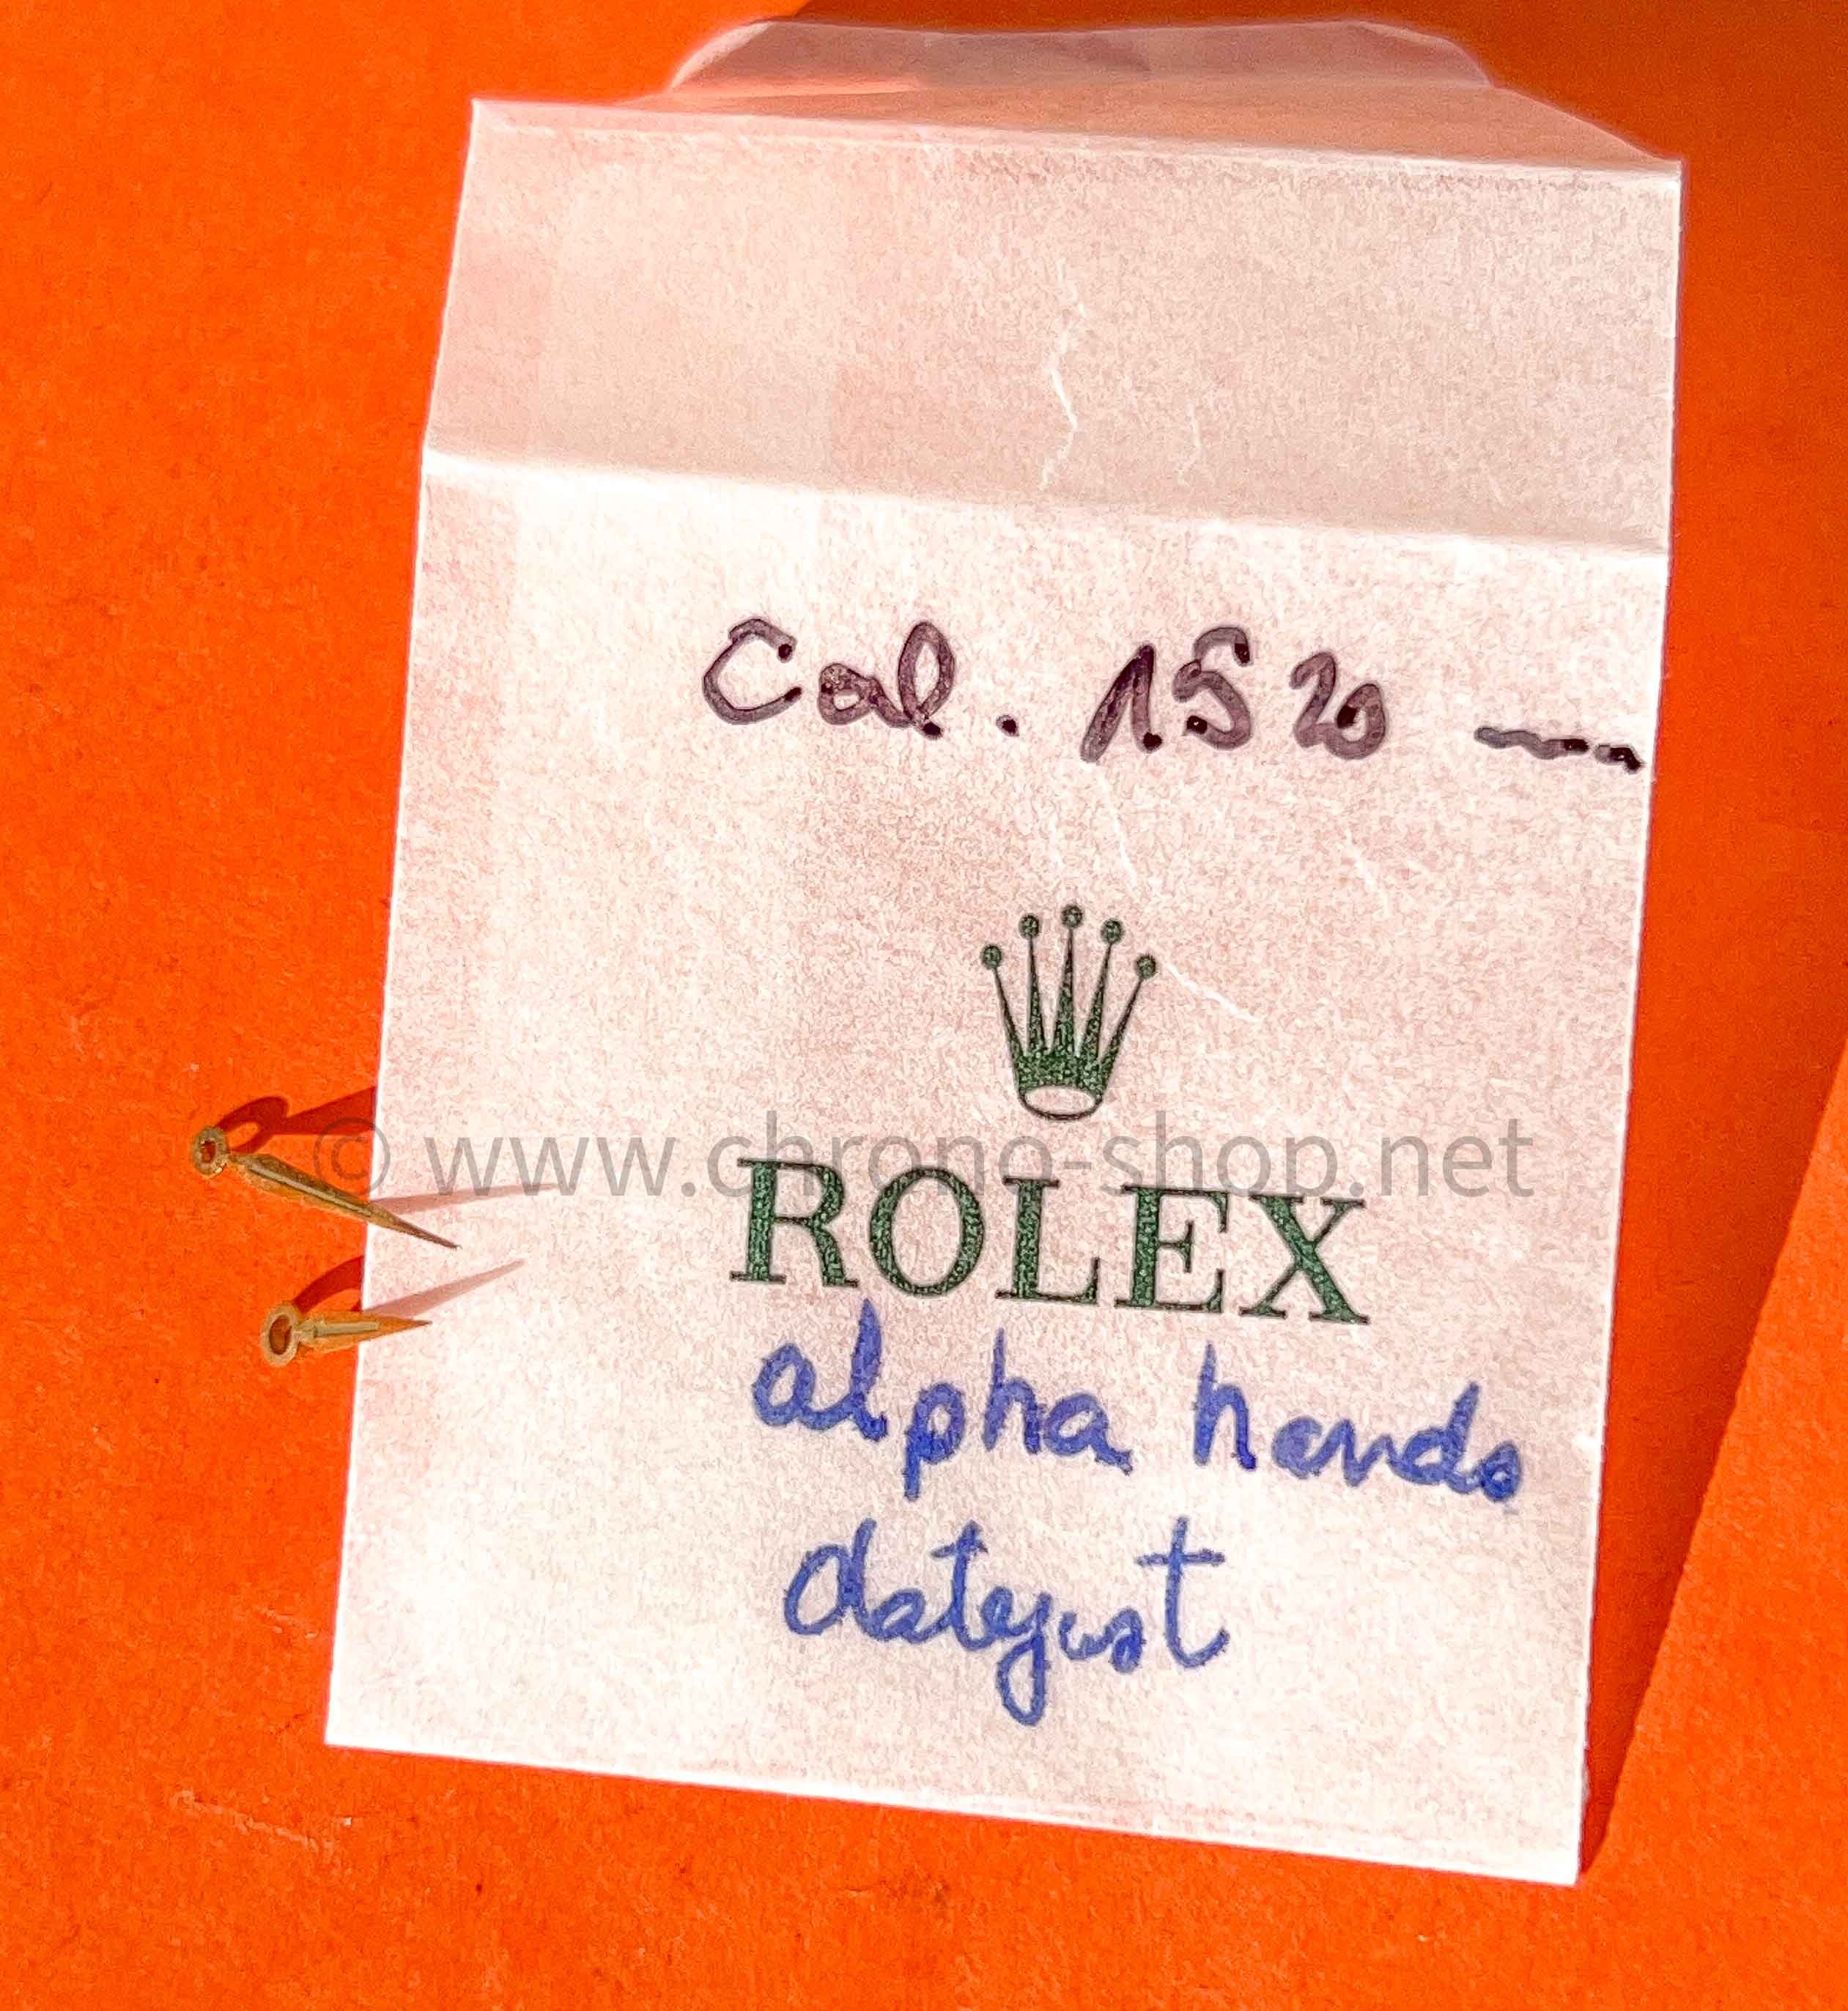 Cal. 1520 —
© www.chrono-shop.net
ROLEX
alpha hands
datejust